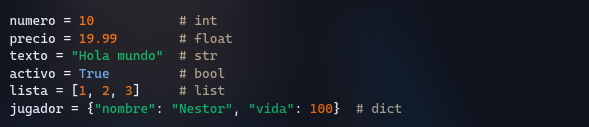 numero = 10            # int
precio = 19.99         # float
texto = "Hola mundo"  # str
activo = True          # bool
lista = [1, 2, 3]      # list
jugador = {"nombre": "Nestor", "vida": 100}  # dict